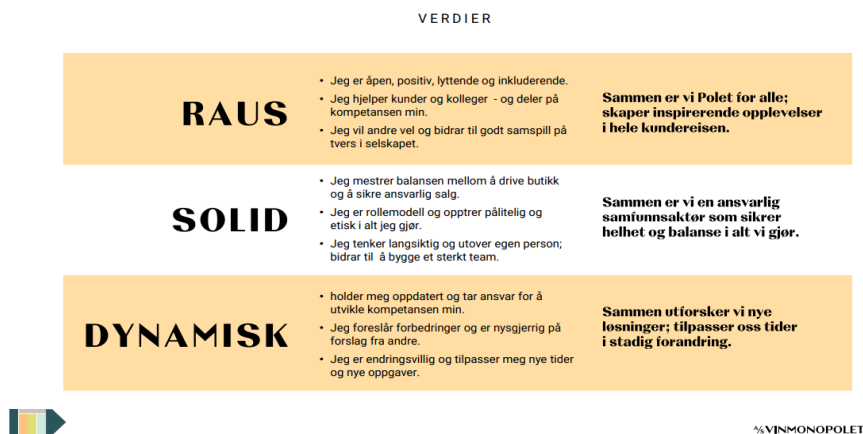 VERDIER
RAUS
• Jeg er åpen, positiv, lyttende og inkluderende.
• Jeg hjelper kunder og kolleger - og deler på
kompetansen min.
• Jeg vil andre vel og bidrar til godt samspill på
tvers i selskapet.
Sammen er vi Polet for alle;
skaper inspirerende opplevelser
i hele kundereisen.
SOLID
• Jeg mestrer balansen mellom å drive butikk
og å sikre ansvarlig salg.
• Jeg er rollemodell og opptrer pålitelig og
etisk i alt jeg gjør.
• Jeg tenker langsiktig og utover egen person;
bidrar til å bygge et sterkt team.
Sammen er vi en ansvarlig
samfunnsaktør som sikrer
helhet og balanse i alt vi gjør.
DYNAMISK
• holder meg oppdatert og tar ansvar for å
utvikle kompetansen min.
• Jeg foreslår forbedringer og er nysgjerrig på
forslag fra andre.
• Jeg er endringsvillig og tilpasser meg nye tider
og nye oppgaver.
Sammen utforsker vi nye
løsninger; tilpasser oss tider
i stadig forandring.
A/S VINMONOPOLET